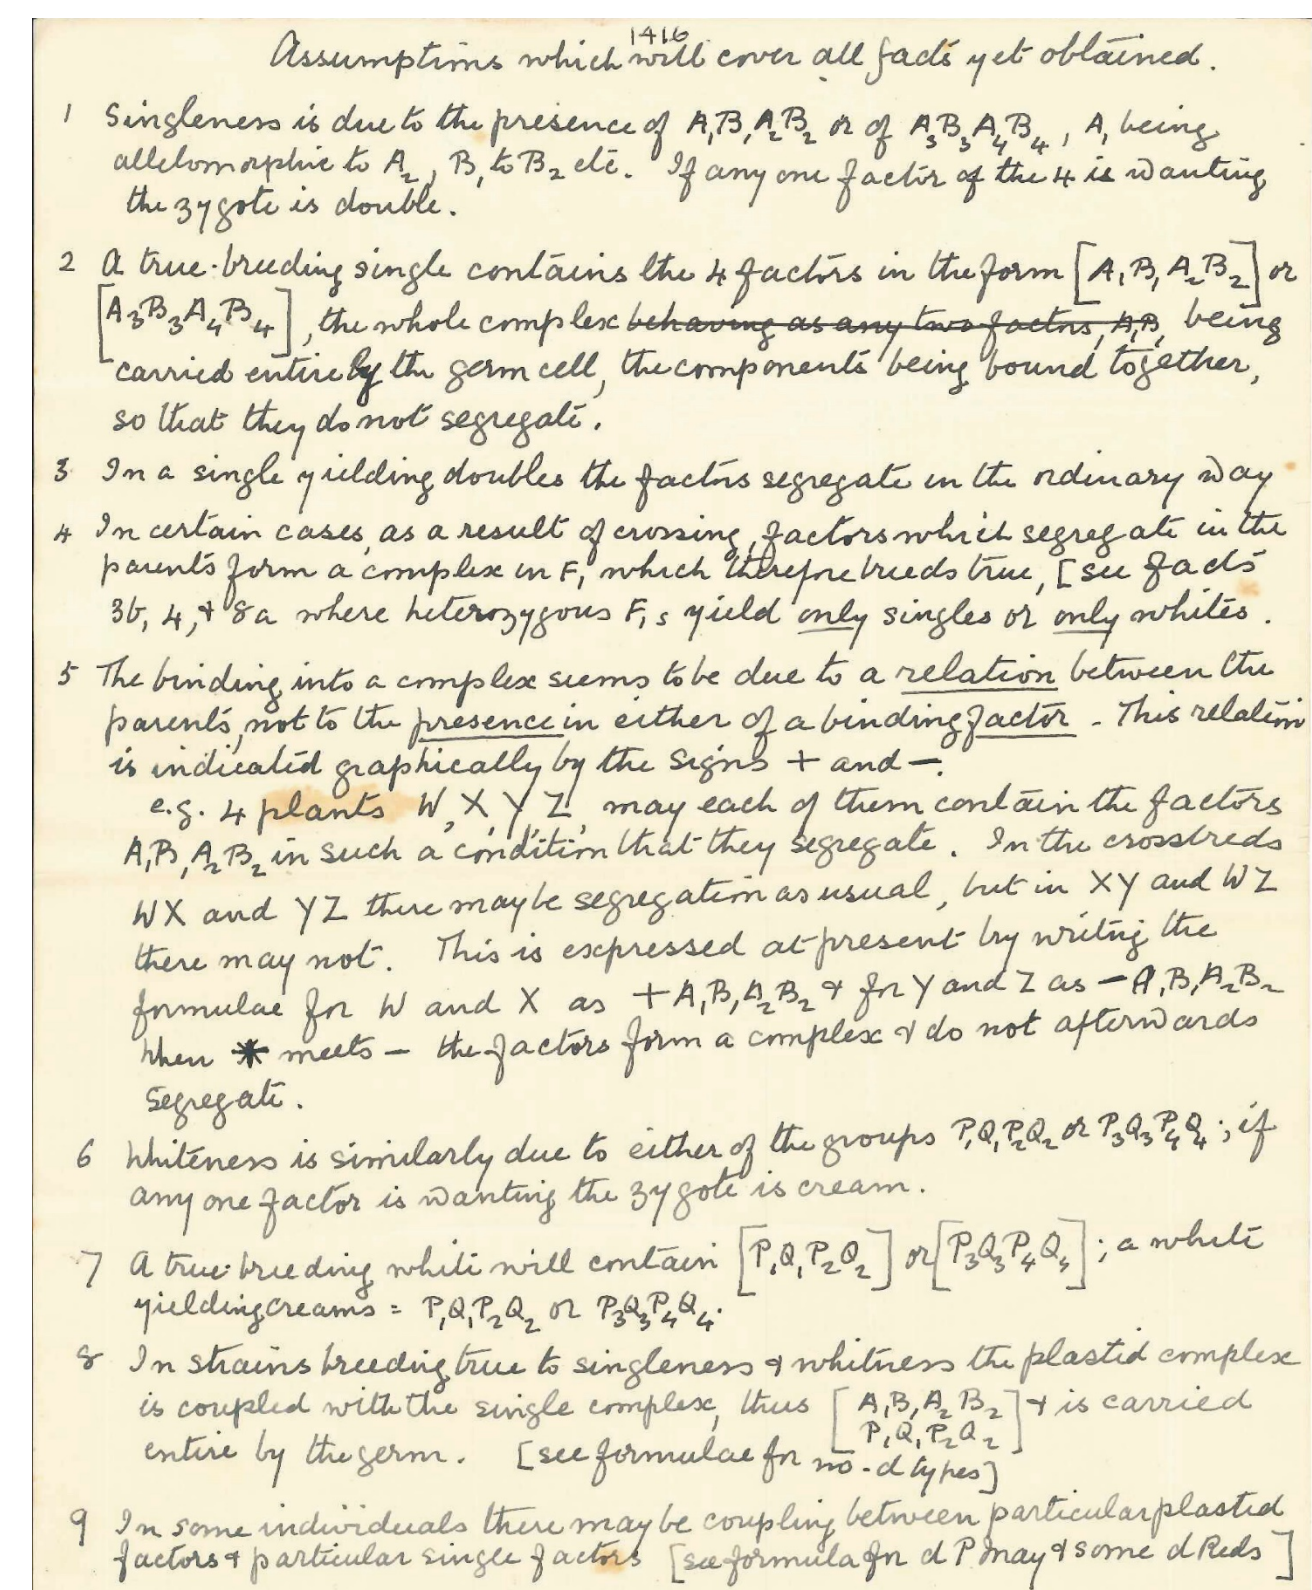 1416
Assumptions which will cover all facts yet obtained.
1 Singleness is due to the presence of A₁B₁A₂B₂ or of A₃B₃A₄B₄, A₁ being
allelomorphic to A₂, B₁ to B₂ etc. If any one factor of the 4 is wanting
the zygote is double.
2 A true-breeding single contains the 4 factors in the form [A₁B₁A₂B₂] or
[A₃B₃A₄B₄], the whole complex behaving as any two factors, A₁B₁ being
carried entire by the germ cell, the components being bound together,
so that they do not segregate.
3 In a single yielding doubles the factors segregate in the ordinary way
4 In certain cases, as a result of crossing, factors which segregate in the
parents form a complex in F₁ which therefore breeds true, [see facts
3b, 4, & 8a where heterozygous F₁s yield only singles or only whites.
5 The binding into a complex seems to be due to a relation between the
parents, not to the presence in either of a binding factor. This relation
is indicated graphically by the signs + and −.
e.g. 4 plants W, X, Y, Z, may each of them contain the factors
A₁B₁A₂B₂ in such a condition that they segregate. In the crossbreds
WX and YZ there may be segregation as usual, but in XY and WZ
there may not. This is expressed at present by writing the
formulae for W and X as +A₁B₁A₂B₂ & for Y and Z as −A₁B₁A₂B₂
When + meets − the factors form a complex & do not afterwards
segregate.
6 Whiteness is similarly due to either of the groups P₁Q₁P₂Q₂ or P₃Q₃P₄Q₄; if
any one factor is wanting the zygote is cream.
7 A true-breeding white will contain [P₁Q₁P₂Q₂] or [P₃Q₃P₄Q₄]; a white
yielding creams = P₁Q₁P₂Q₂ or P₃Q₃P₄Q₄.
8 In strains breeding true to singleness & whitness the plastid complex
is coupled with the single complex, thus [A₁B₁A₂B₂ & is carried
P₁Q₁P₂Q₂]
entire by the germ. [see formulae for no-d types]
9 In some individuals there may be coupling between particular plastid
factors & particular single factors [see formula for d P may & some d Reds]